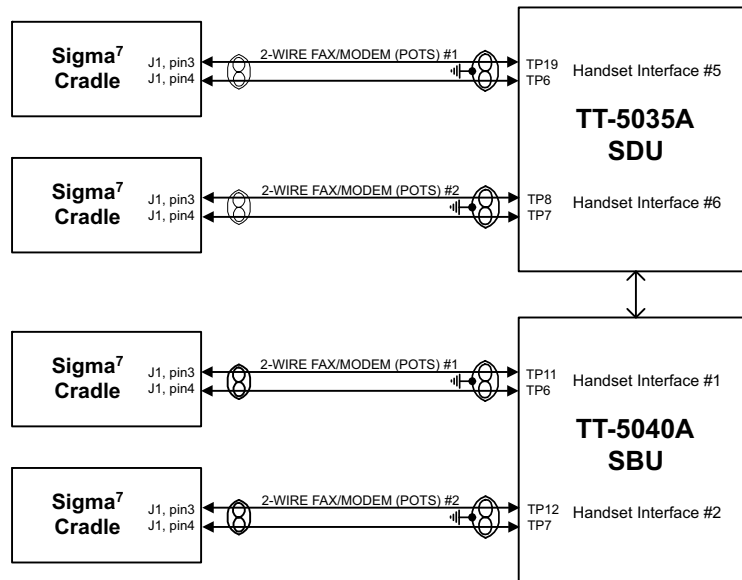 Sigma⁷
Cradle
J1, pin3
J1, pin4
2-WIRE FAX/MODEM (POTS) #1
TP19
TP6
Handset Interface #5
TT-5035A
SDU
Sigma⁷
Cradle
J1, pin3
J1, pin4
2-WIRE FAX/MODEM (POTS) #2
TP8
TP7
Handset Interface #6
Sigma⁷
Cradle
J1, pin3
J1, pin4
2-WIRE FAX/MODEM (POTS) #1
TP11
TP6
Handset Interface #1
TT-5040A
SBU
Sigma⁷
Cradle
J1, pin3
J1, pin4
2-WIRE FAX/MODEM (POTS) #2
TP12
TP7
Handset Interface #2